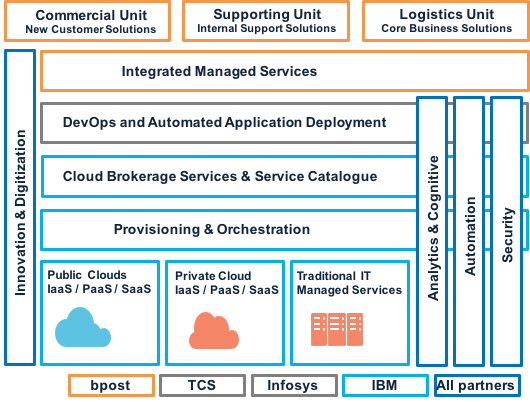 Commercial Unit
New Customer Solutions
Supporting Unit
Internal Support Solutions
Logistics Unit
Core Business Solutions
Innovation & Digitization
Integrated Managed Services
DevOps and Automated Application Deployment
Cloud Brokerage Services & Service Catalogue
Provisioning & Orchestration
Public Clouds
IaaS / PaaS / SaaS
Private Cloud
IaaS / PaaS / SaaS
Traditional IT
Managed Services
Analytics & Cognitive
Automation
Security
bpost
TCS
Infosys
IBM
All partners